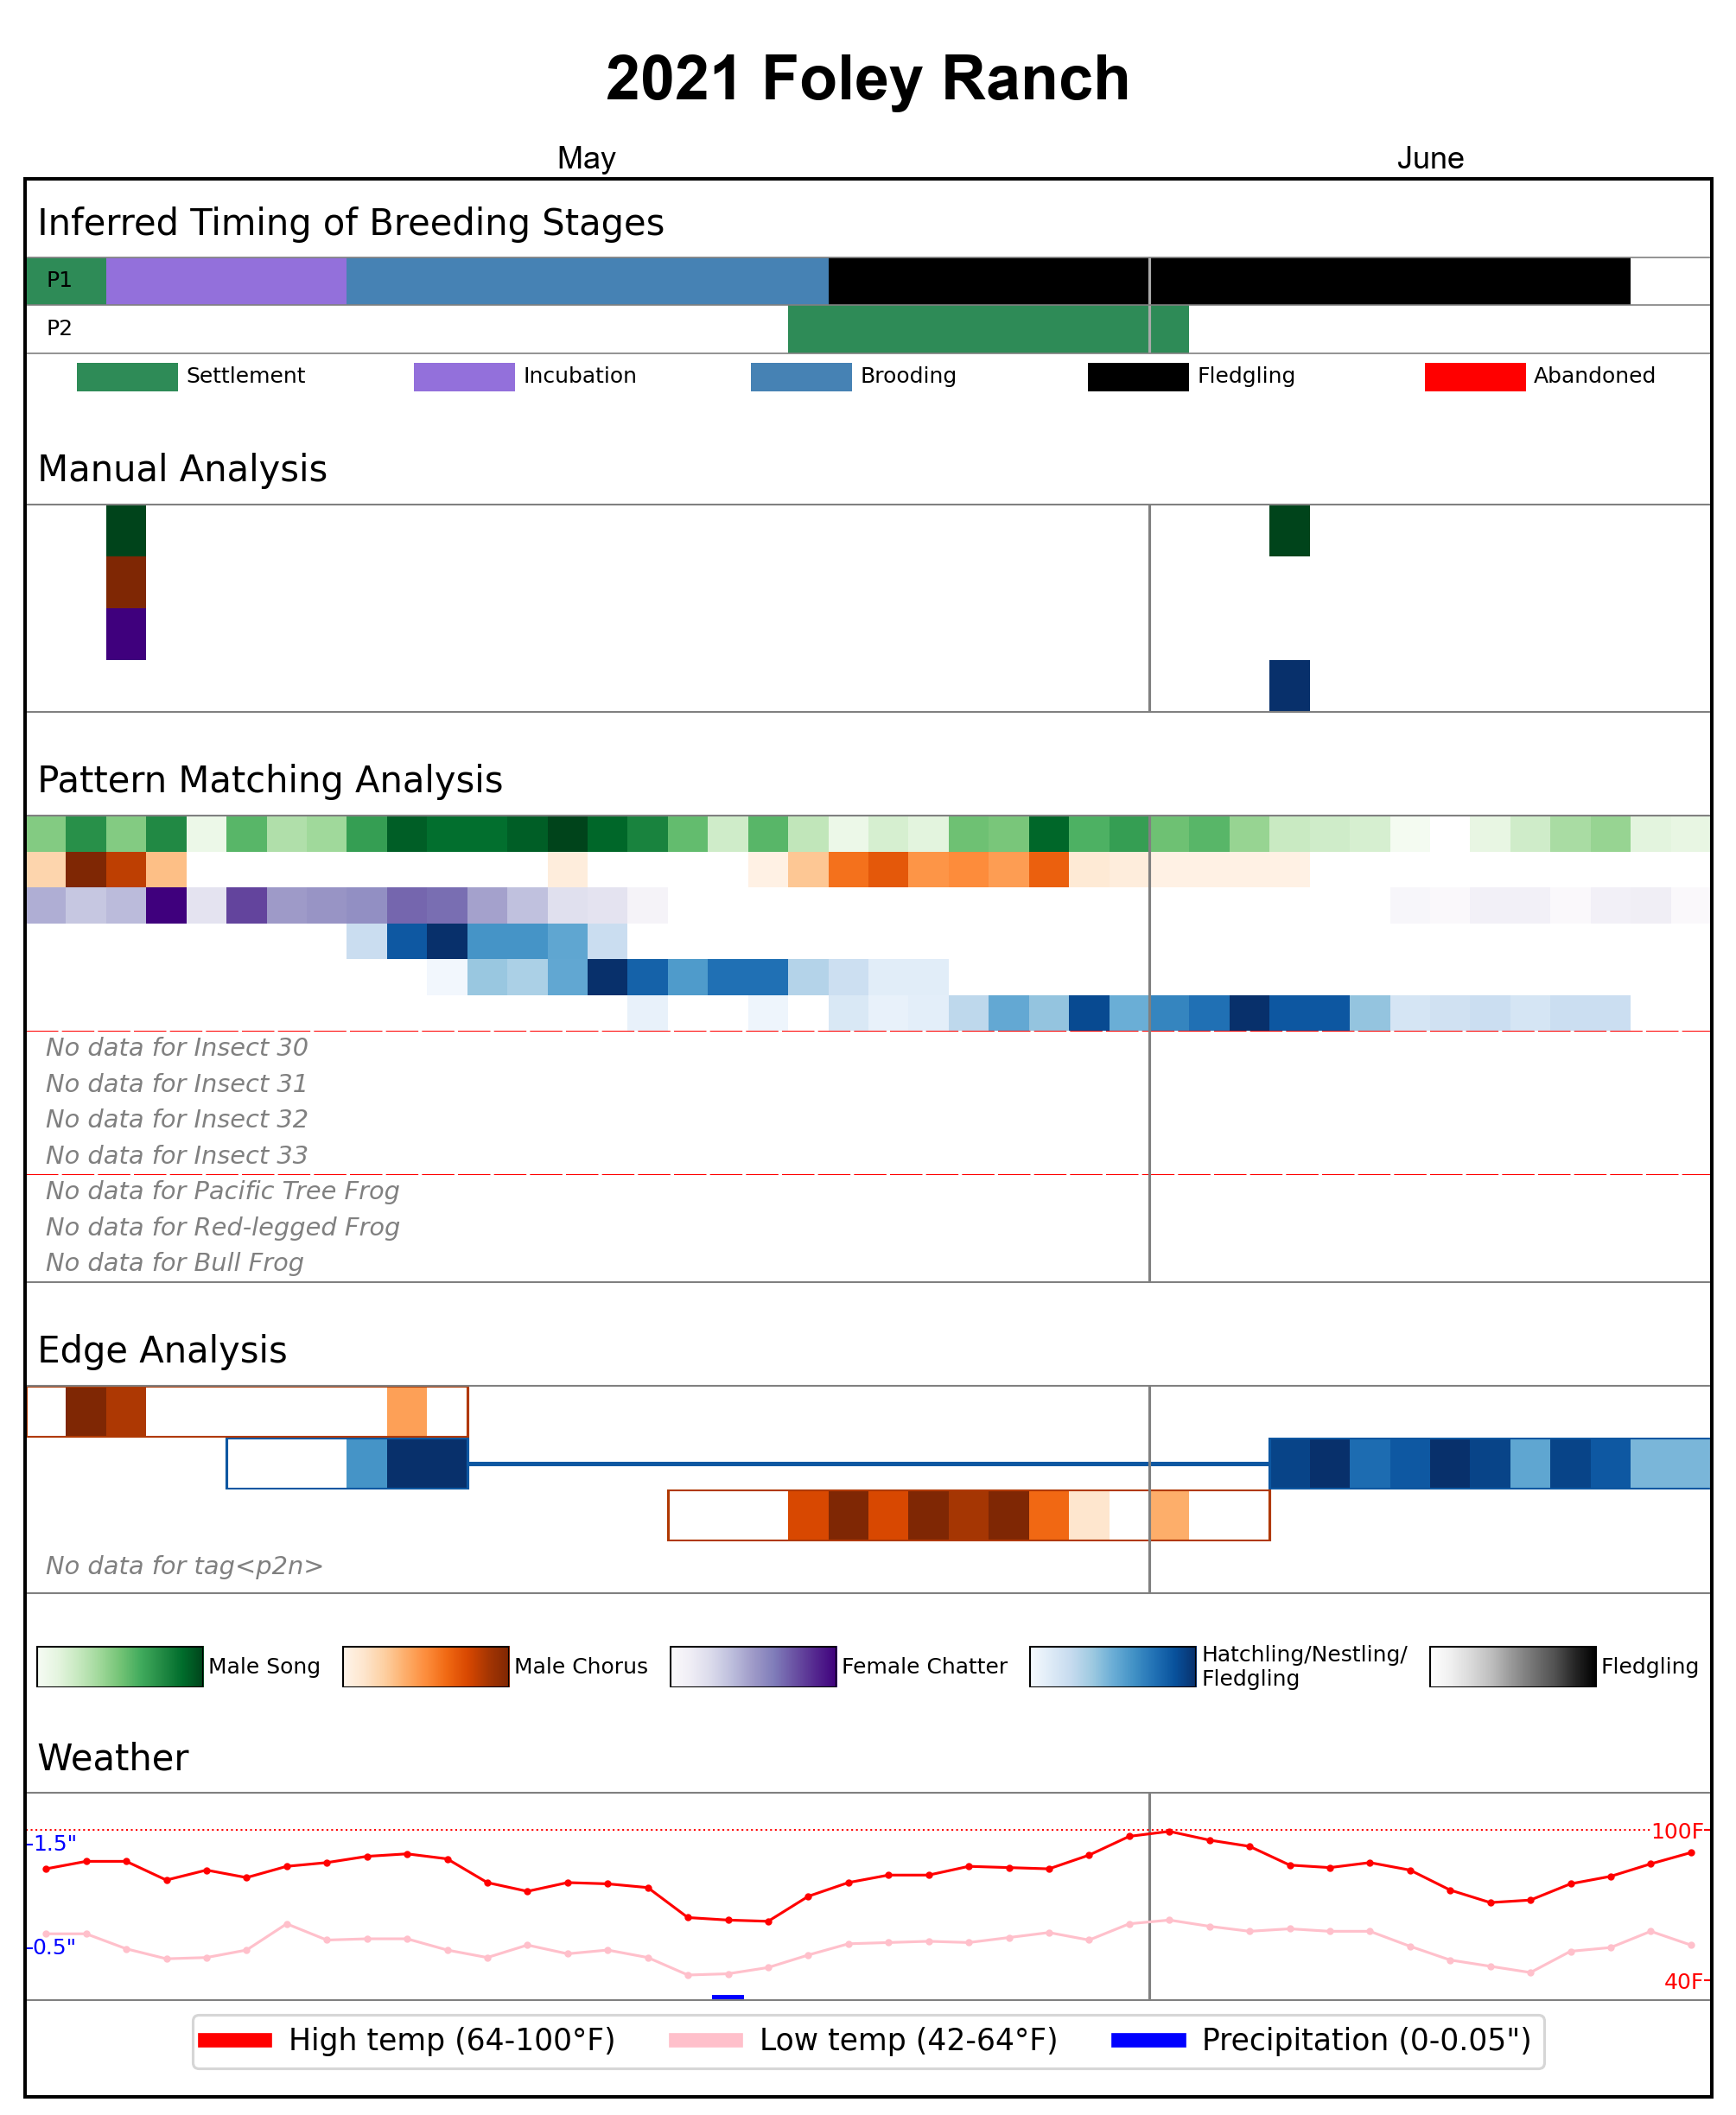 2021 Foley Ranch
May June
Inferred Timing of Breeding Stages
P1
P2
Settlement Incubation Brooding Fledgling Abandoned
Manual Analysis
Pattern Matching Analysis
No data for Insect 30
No data for Insect 31
No data for Insect 32
No data for Insect 33
No data for Pacific Tree Frog
No data for Red-legged Frog
No data for Bull Frog
Edge Analysis
No data for tag<p2n>
Male Song Male Chorus Female Chatter Hatchling/Nestling/
Fledgling Fledgling
Weather
1.5" 100F
0.5"
40F
High temp (64-100°F) Low temp (42-64°F) Precipitation (0-0.05")